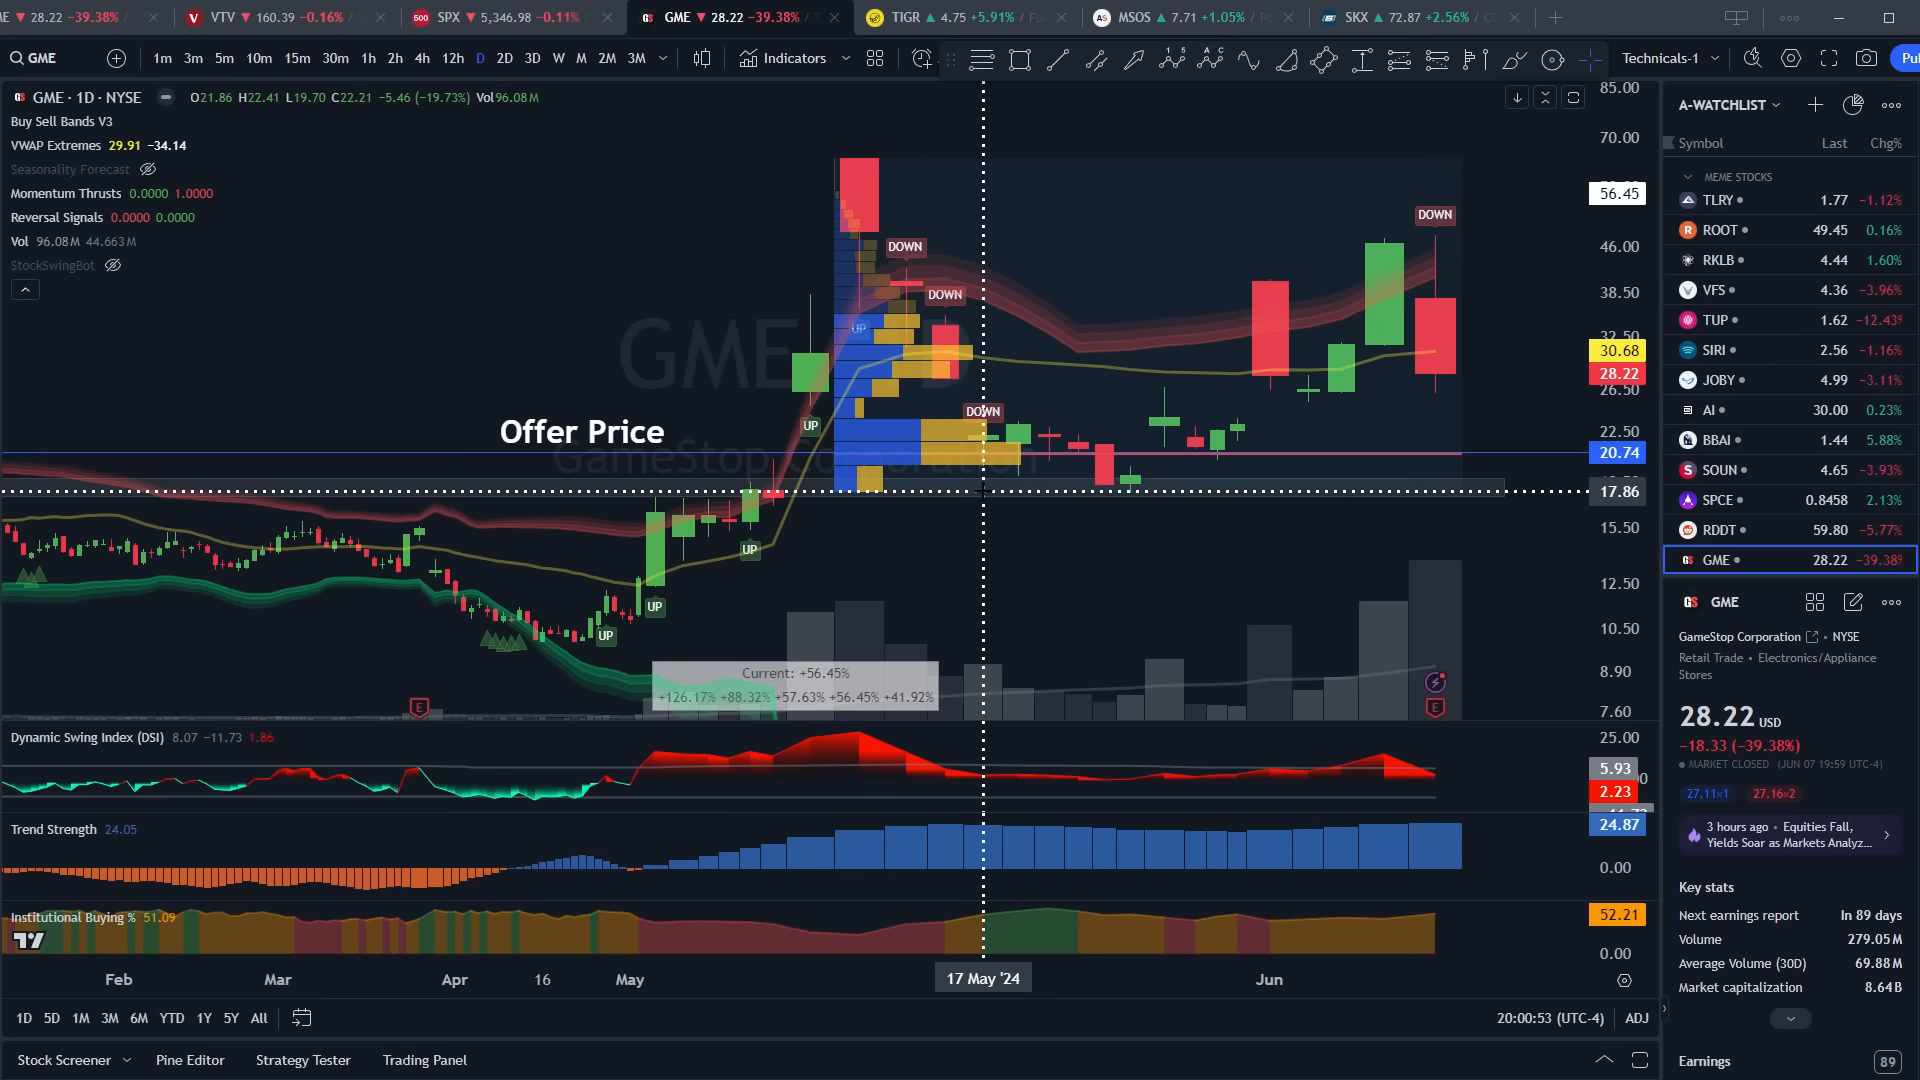 28.22 −39.38%
VTV 160.39 −0.16%
SPX 5,346.98 −0.11%
GME 28.22 −39.38%
TIGR 4.75 +5.91%
MSOS 7.71 +1.05%
SKX 72.87 +2.56%
GME
1m 3m 5m 10m 15m 30m 1h 2h 4h 12h D 2D 3D W M 2M 3M
Indicators
Technicals-1
GME · 1D · NYSE
O21.86 H22.41 L19.70 C22.21 −5.46 (−19.73%) Vol96.08M
Buy Sell Bands V3
VWAP Extremes 29.91 −34.14
Seasonality Forecast
Momentum Thrusts 0.0000 1.0000
Reversal Signals 0.0000 0.0000
Vol 96.08M 44.663M
StockSwingBot
GME
GameStop Corporation
Offer Price
DOWN
DOWN
DOWN
DOWN
UP
UP
UP
UP
UP
Current: +56.45%
+126.17% +88.32% +57.63% +56.45% +41.92%
E
E
85.00
70.00
56.45
46.00
38.50
32.50
30.68
28.22
26.50
22.50
20.74
17.86
15.50
12.50
10.50
8.90
7.60
Dynamic Swing Index (DSI) 8.07 −11.73 1.86
25.00
5.93
2.23
Trend Strength 24.05
24.87
0.00
Institutional Buying % 51.09
52.21
0.00
Feb Mar Apr 16 May 17 May '24 Jun
1D 5D 1M 3M 6M YTD 1Y 5Y All
20:00:53 (UTC-4) ADJ
Stock Screener Pine Editor Strategy Tester Trading Panel
A-WATCHLIST
Symbol Last Chg%
MEME STOCKS
TLRY 1.77 −1.12%
ROOT 49.45 0.16%
RKLB 4.44 1.60%
VFS 4.36 −3.96%
TUP 1.62 −12.43%
SIRI 2.56 −1.16%
JOBY 4.99 −3.11%
AI 30.00 0.23%
BBAI 1.44 5.88%
SOUN 4.65 −3.93%
SPCE 0.8458 2.13%
RDDT 59.80 −5.77%
GME 28.22 −39.38%
GME
GameStop Corporation · NYSE
Retail Trade · Electronics/Appliance
Stores
28.22 USD
−18.33 (−39.38%)
MARKET CLOSED (JUN 07 19:59 UTC-4)
27.11×1 27.16×2
3 hours ago · Equities Fall,
Yields Soar as Markets Analyz...
Key stats
Next earnings report In 89 days
Volume 279.05M
Average Volume (30D) 69.88M
Market capitalization 8.64B
Earnings 89